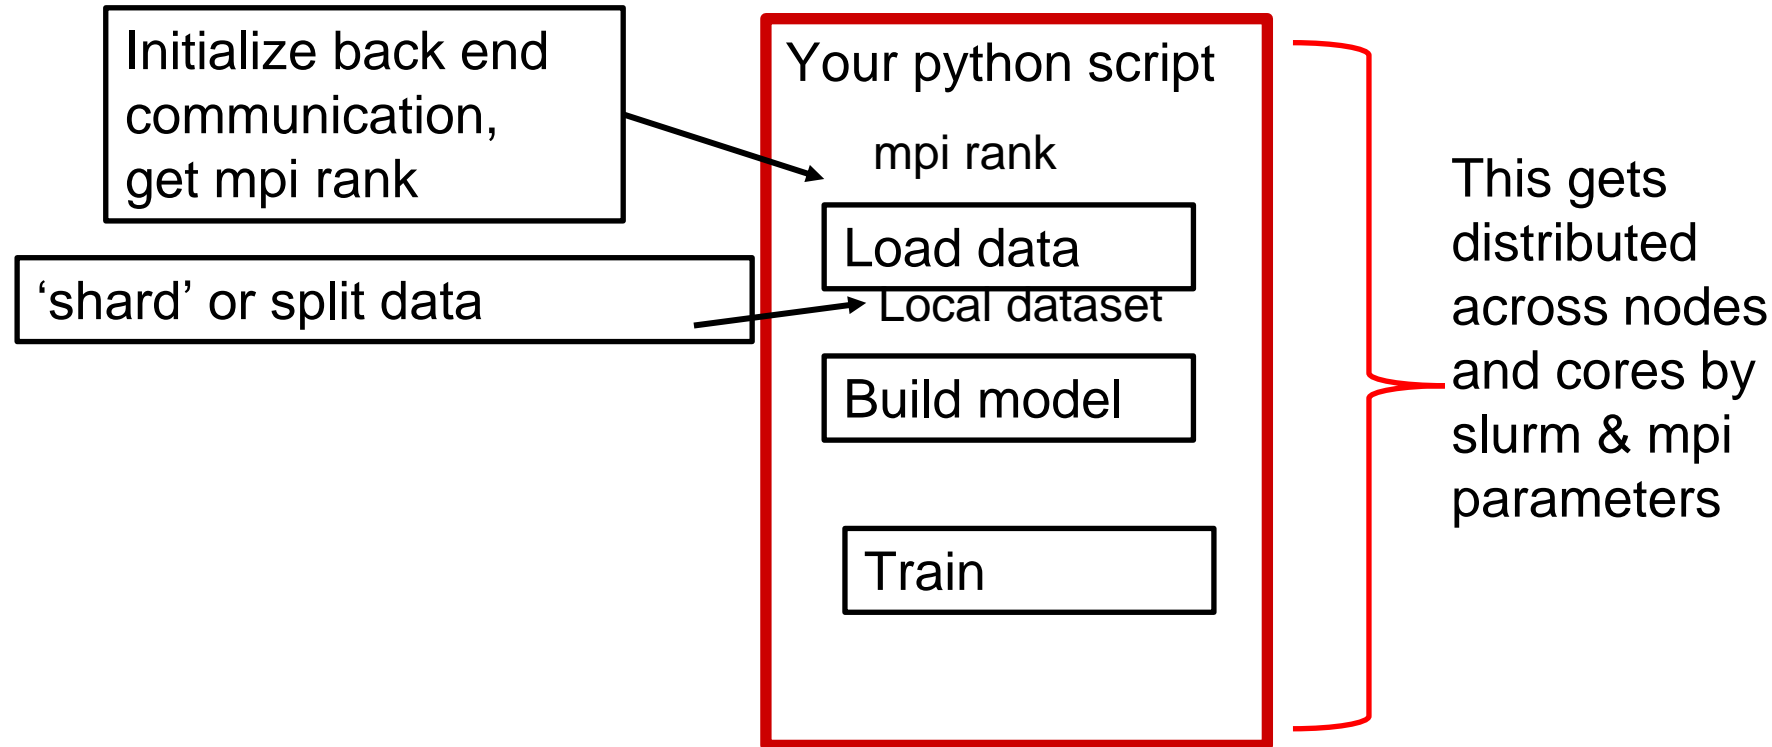 Initialize back end
communication,
get mpi rank
‘shard’ or split data
Your python script
mpi rank
Load data
Local dataset
Build model
Train
This gets
distributed
across nodes
and cores by
slurm & mpi
parameters